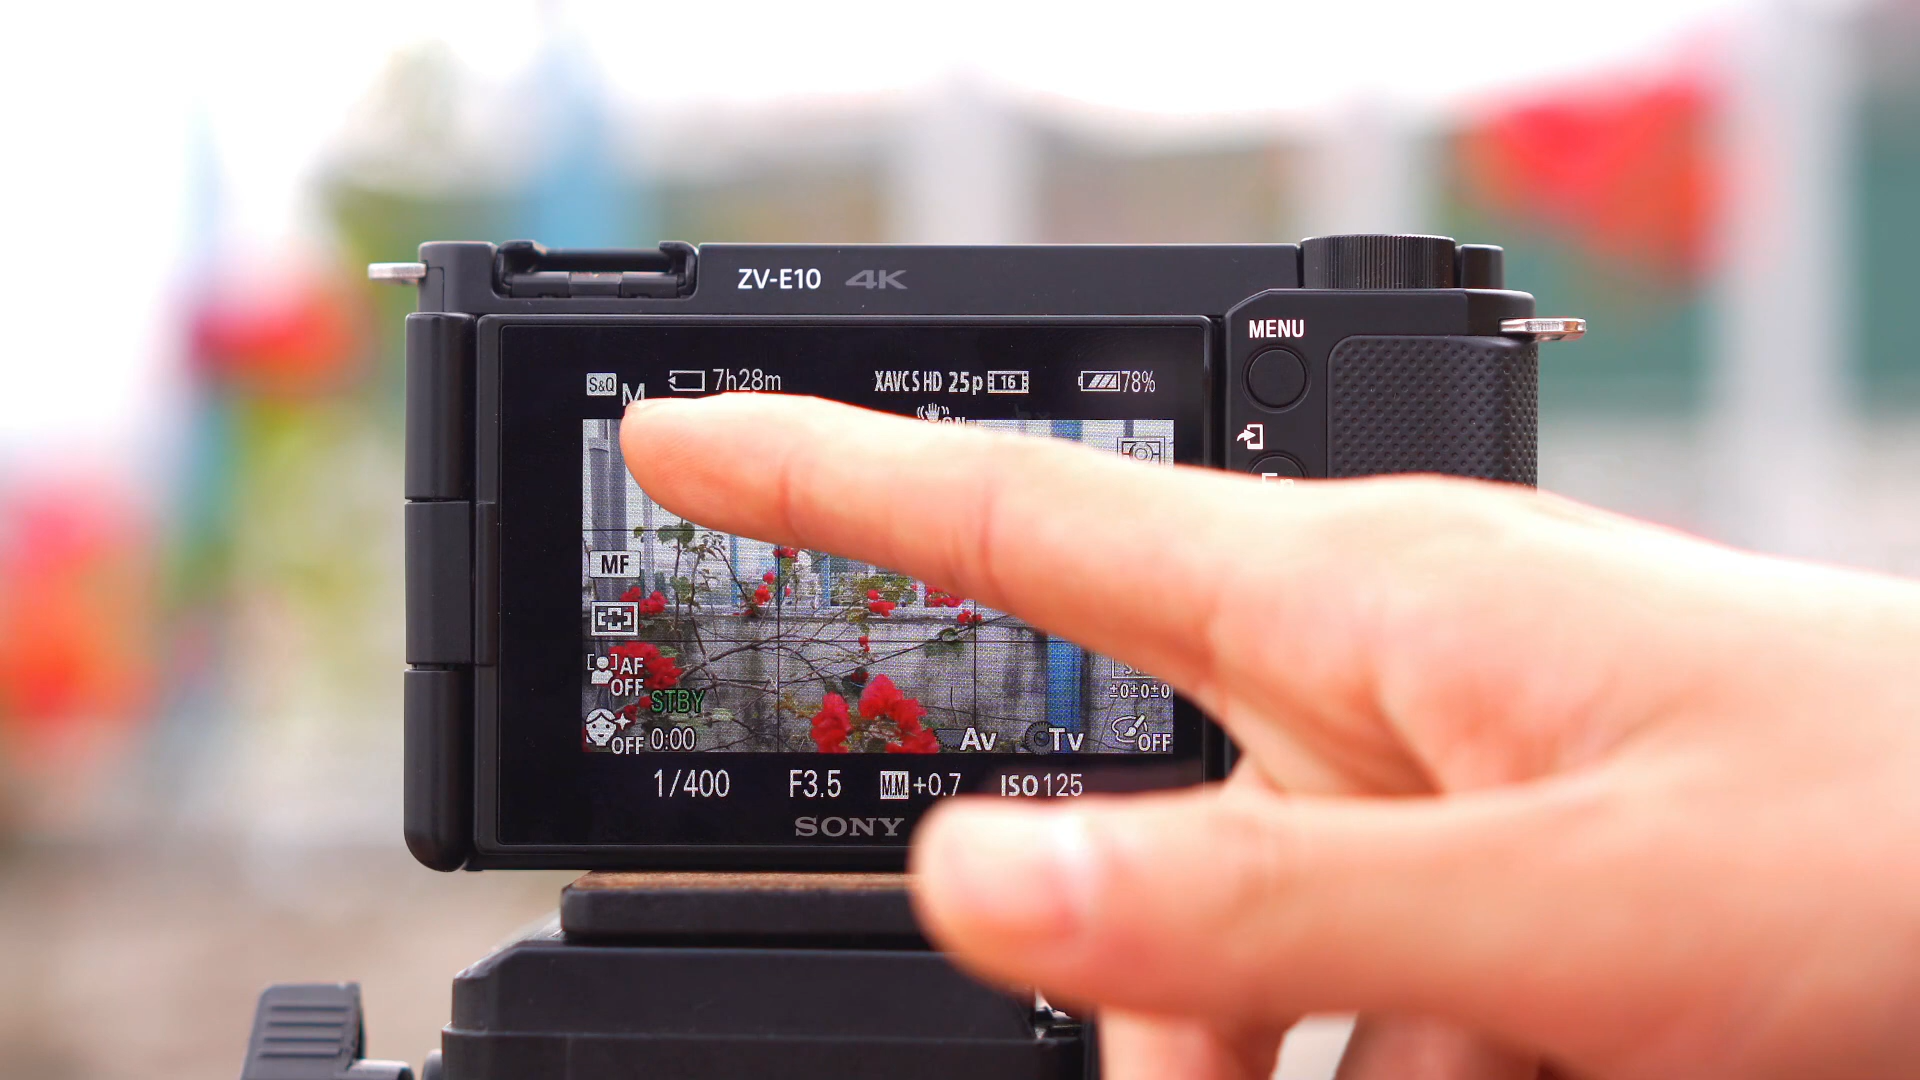 ZV-E10 4K
MENU
S&Q M 7h28m XAVC S HD 25p 16 78%
MF
AF
OFF
STBY
±0±0±0
OFF 0:00 Av Tv OFF
1/400 F3.5 M.M. +0.7 ISO 125
SONY